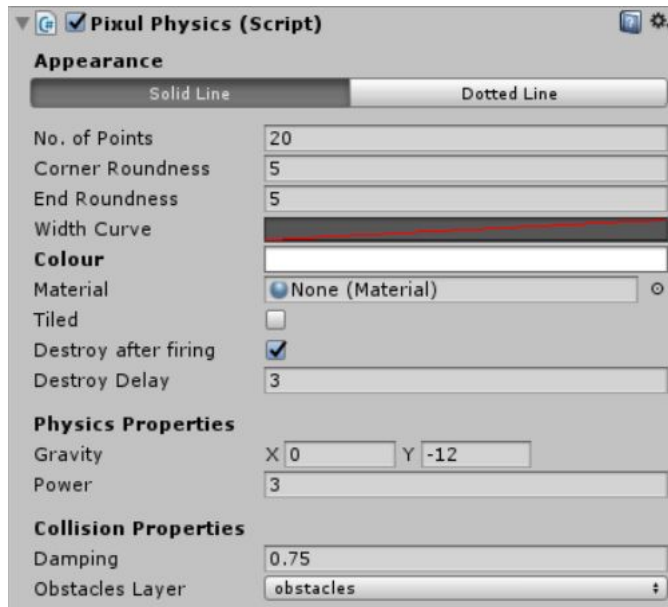 Pixul Physics (Script)
Appearance
Solid Line Dotted Line
No. of Points 20
Corner Roundness 5
End Roundness 5
Width Curve
Colour
Material None (Material)
Tiled
Destroy after firing
Destroy Delay 3
Physics Properties
Gravity X 0 Y -12
Power 3
Collision Properties
Damping 0.75
Obstacles Layer obstacles